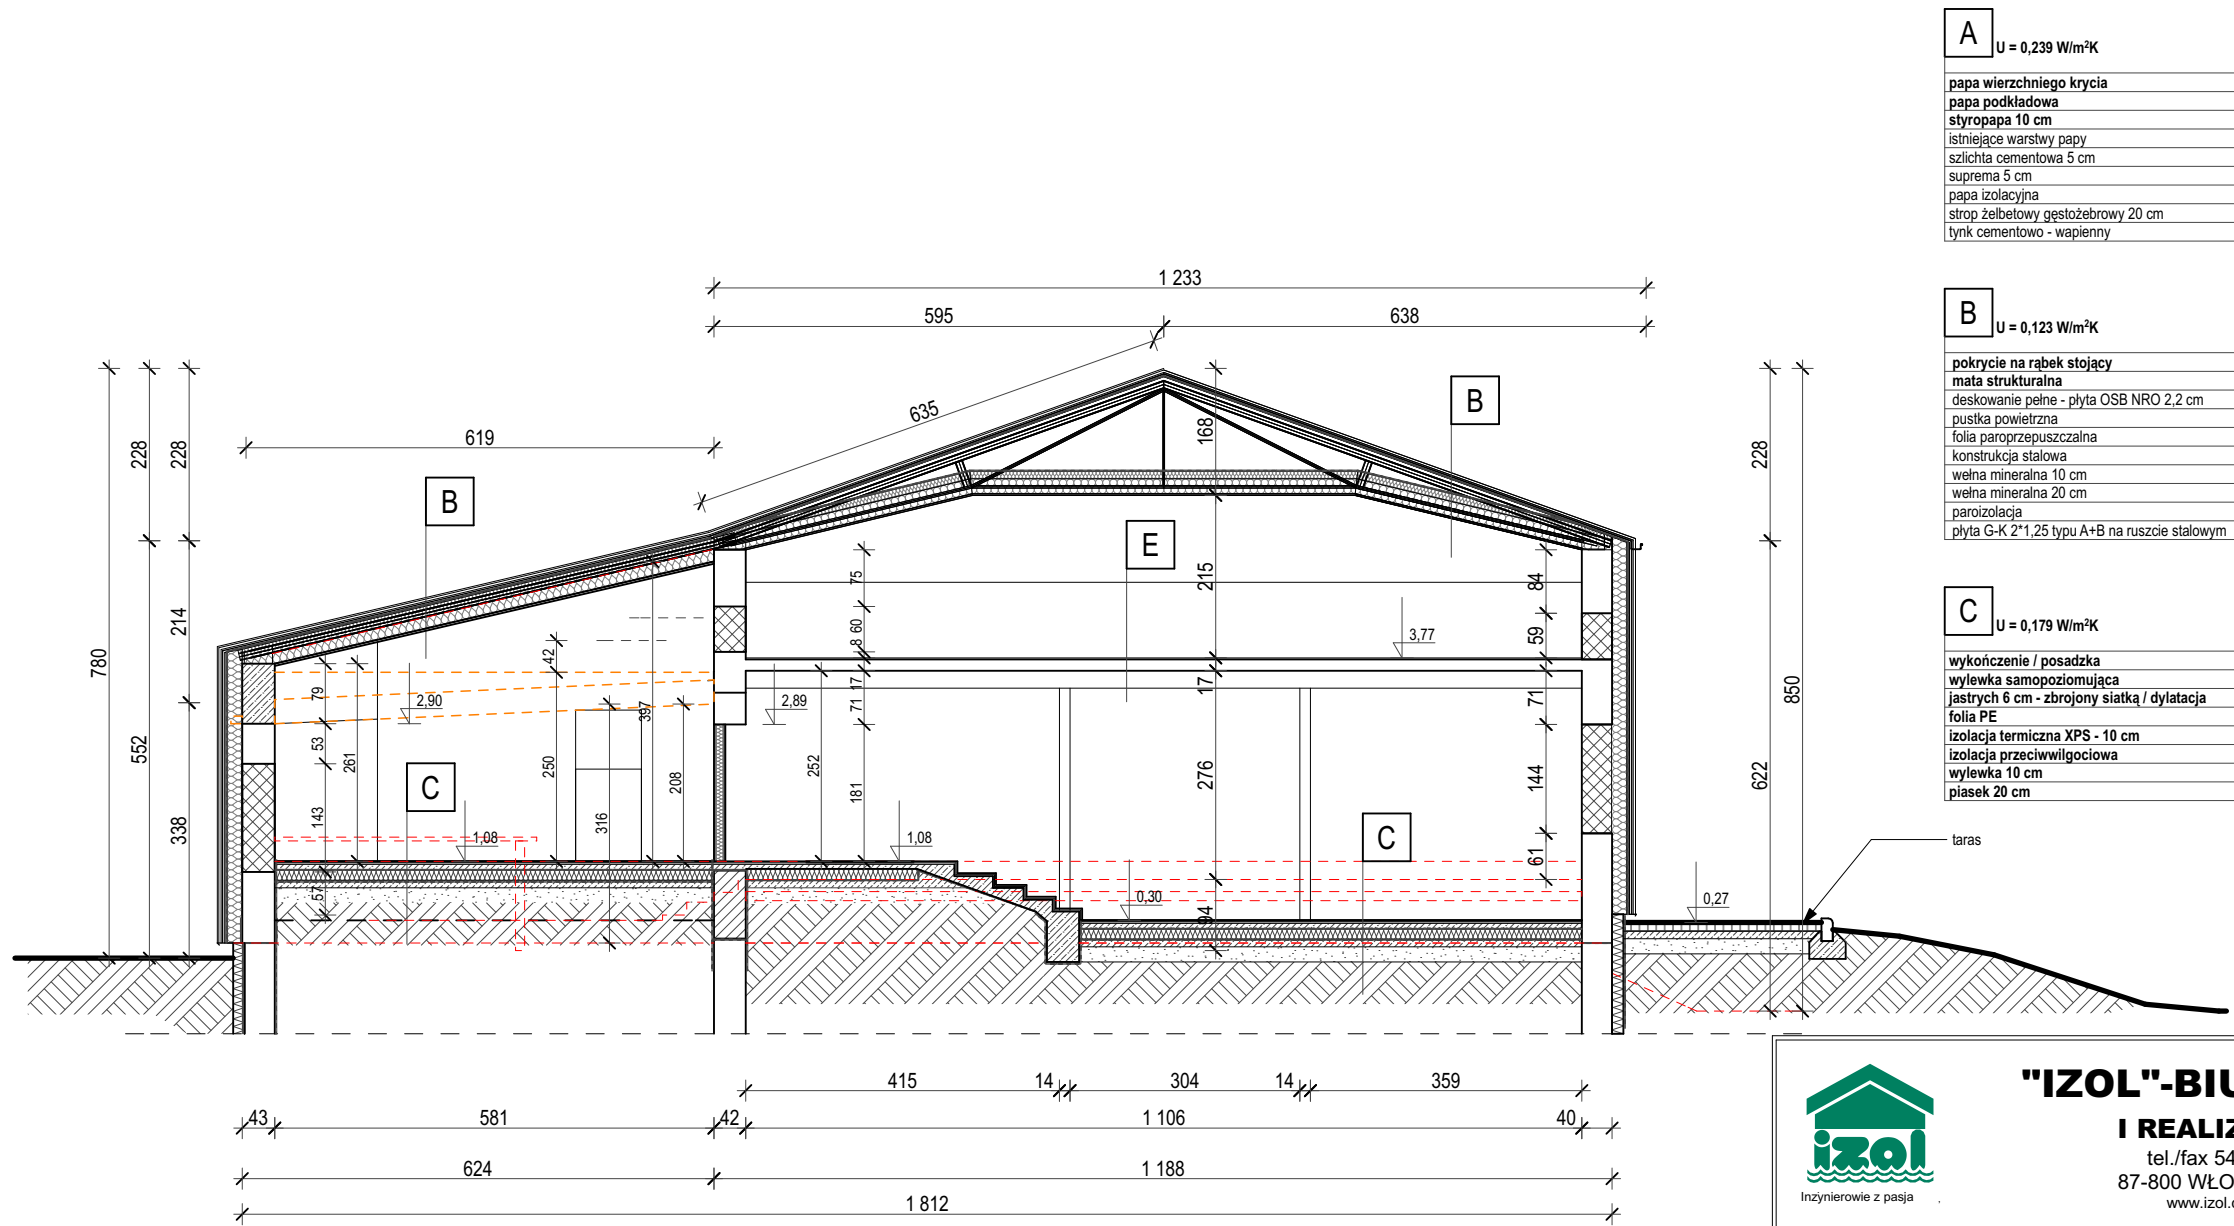 A
U = 0,239 W/m²K
papa wierzchniego krycia
papa podkładowa
styropapa 10 cm
istniejące warstwy papy
szlichta cementowa 5 cm
suprema 5 cm
papa izolacyjna
strop żelbetowy gęstożebrowy 20 cm
tynk cementowo - wapienny
B
U = 0,123 W/m²K
pokrycie na rąbek stojący
mata strukturalna
deskowanie pełne - płyta OSB NRO 2,2 cm
pustka powietrzna
folia paroprzepuszczalna
konstrukcja stalowa
wełna mineralna 10 cm
wełna mineralna 20 cm
paroizolacja
płyta G-K 2*1,25 typu A+B na ruszcie stalowym
C
U = 0,179 W/m²K
wykończenie / posadzka
wylewka samopoziomująca
jastrych 6 cm - zbrojony siatką / dylatacja
folia PE
izolacja termiczna XPS - 10 cm
izolacja przeciwwilgociowa
wylewka 10 cm
piasek 20 cm
taras
1 233
595
638
635
619
B
B
E
C
C
780
228
552
228
214
338
168
215
17
276
94
228
622
850
75
60
8
17
71
181
252
84
59
71
144
61
79
53
143
57
261
42
250
316
397
208
2,90
2,89
3,77
1,08
1,08
0,30
0,27
415
14
304
14
359
43
581
42
1 106
40
624
1 188
1 812
izol
Inzynierowie z pasja
"IZOL"-BIU
I REALIZ
tel./fax 54
87-800 WŁO
www.izol.